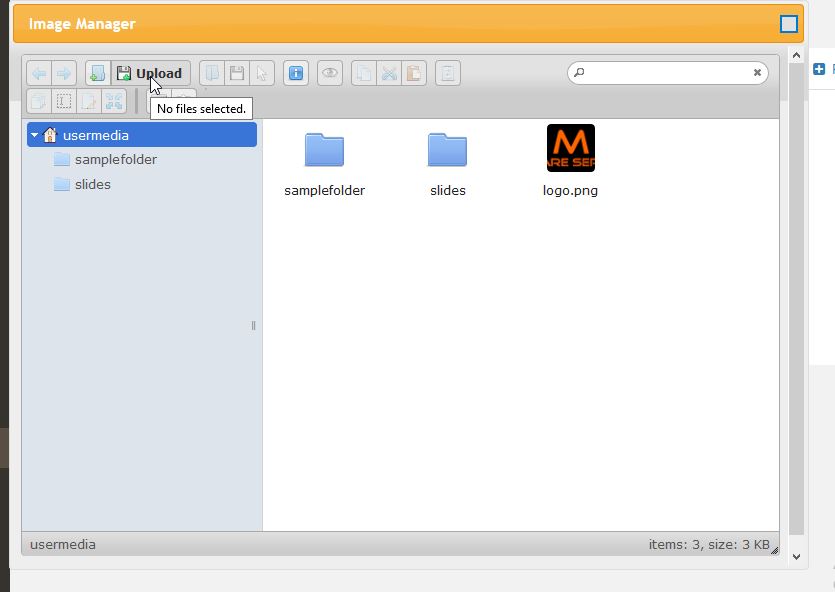 Image Manager
Upload
No files selected.
usermedia
samplefolder
slides
samplefolder
slides
M
ARE SER
logo.png
usermedia
items: 3, size: 3 KB